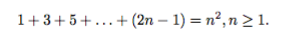 1 + 3 + 5 + . . . + (2n − 1) = n², n ≥ 1.